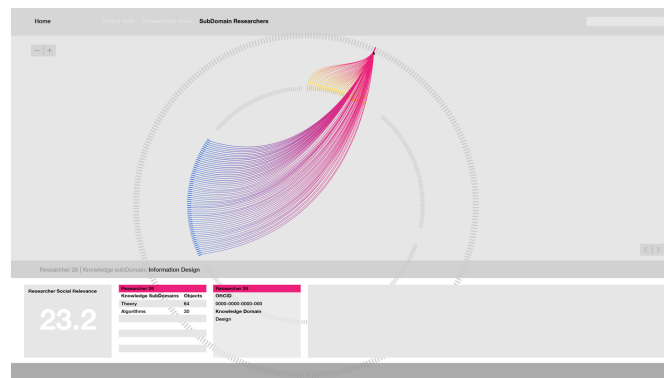 Home
SubDomain Researchers
Researcher 26 | Knowledge subDomain: Information Design
Researcher Social Relevance
23.2
Researcher 26
Knowledge SubDomains Objects
Theory 64
Algorithms 30
Researcher 26
ORCID
0000-0000-0000-000
Knowledge Domain
Design